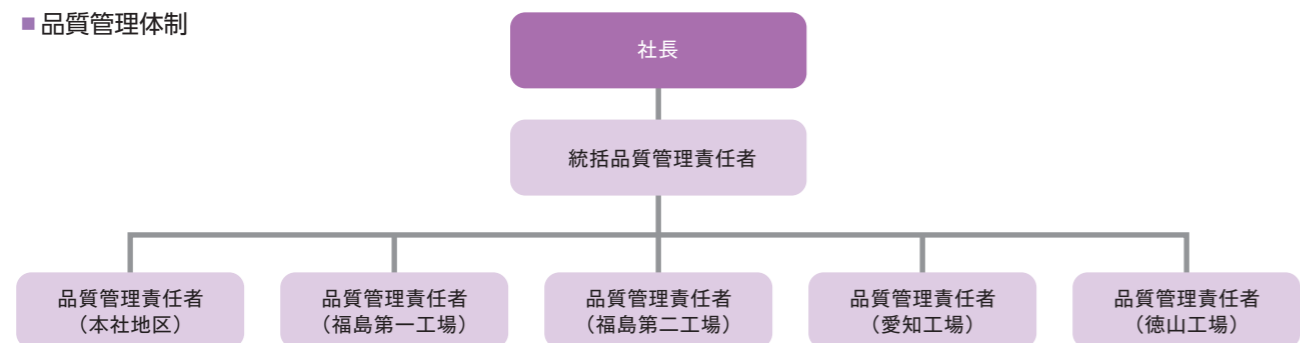 ■品質管理体制
社長
統括品質管理責任者
品質管理責任者
（本社地区）
品質管理責任者
（福島第一工場）
品質管理責任者
（福島第二工場）
品質管理責任者
（愛知工場）
品質管理責任者
（徳山工場）